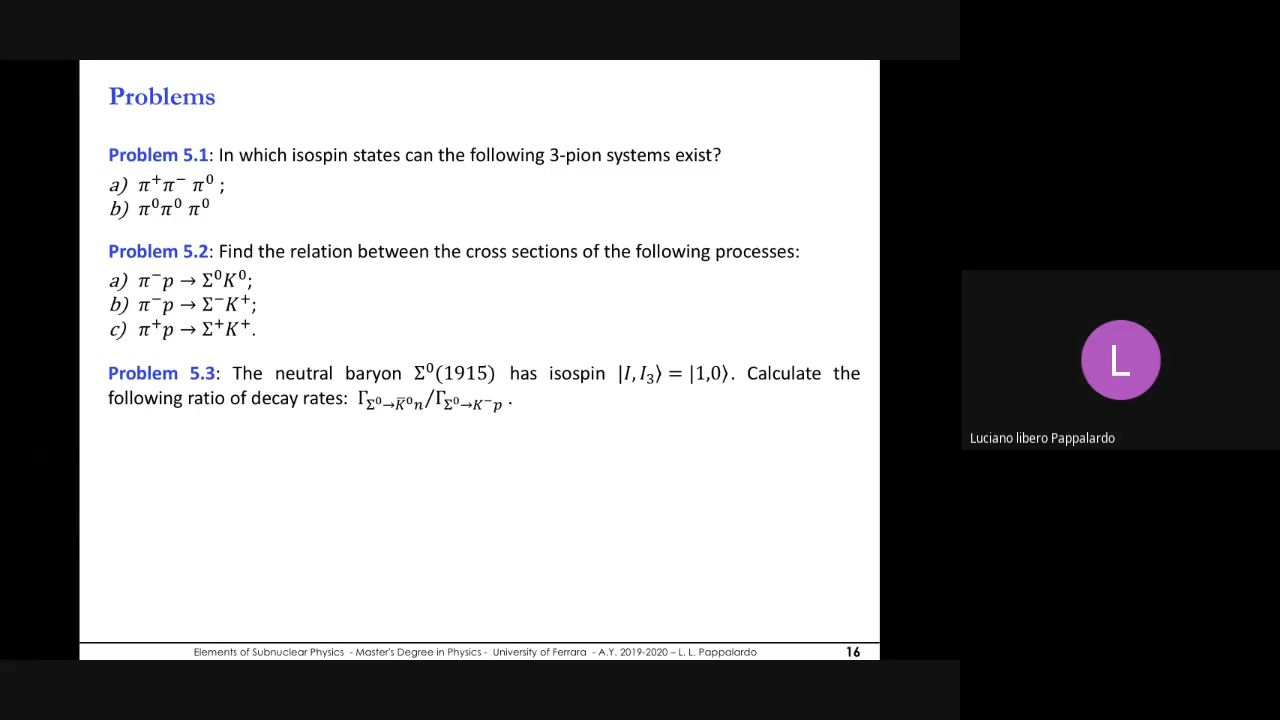 Problems
Problem 5.1: In which isospin states can the following 3-pion systems exist?
a) π⁺π⁻ π⁰ ;
b) π⁰π⁰ π⁰
Problem 5.2: Find the relation between the cross sections of the following processes:
a) π⁻p → Σ⁰K⁰;
b) π⁻p → Σ⁻K⁺;
c) π⁺p → Σ⁺K⁺.
Problem 5.3: The neutral baryon Σ⁰(1915) has isospin |I, I₃⟩ = |1,0⟩. Calculate the
following ratio of decay rates: Γ_{Σ⁰→K̅⁰n}/Γ_{Σ⁰→K⁻p} .
Elements of Subnuclear Physics - Master's Degree in Physics - University of Ferrara - A.Y. 2019-2020 – L. L. Pappalardo
16
L
Luciano libero Pappalardo